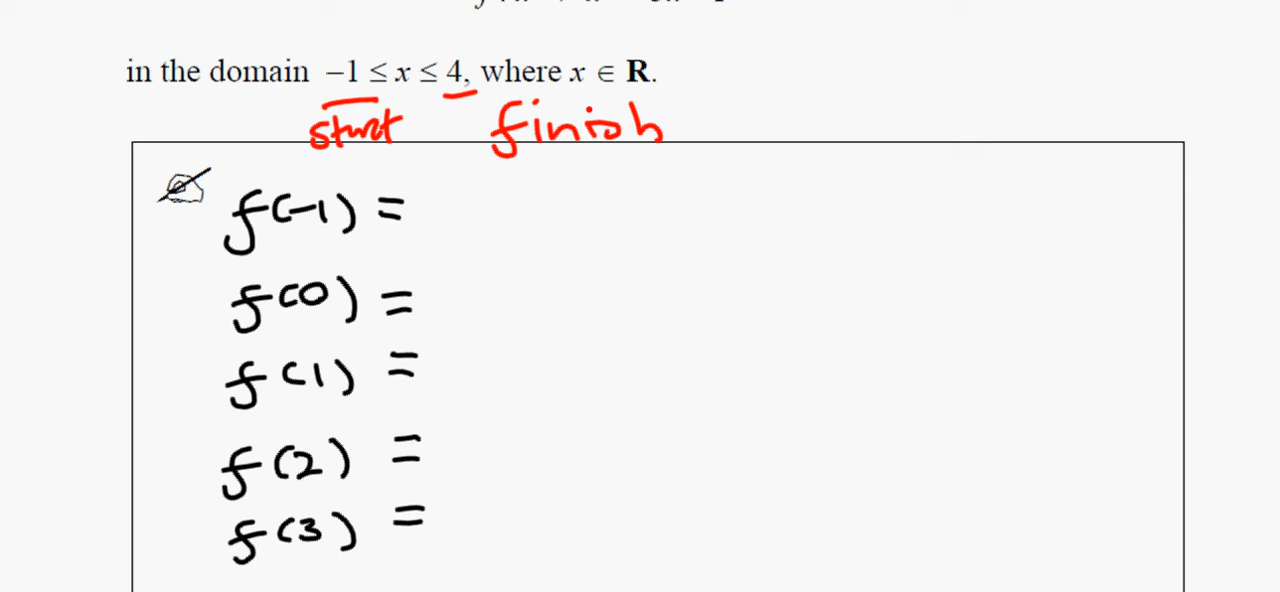 in the domain −1 ≤ x ≤ 4, where x ∈ R.
start finish
f(-1) =
f(0) =
f(1) =
f(2) =
f(3) =